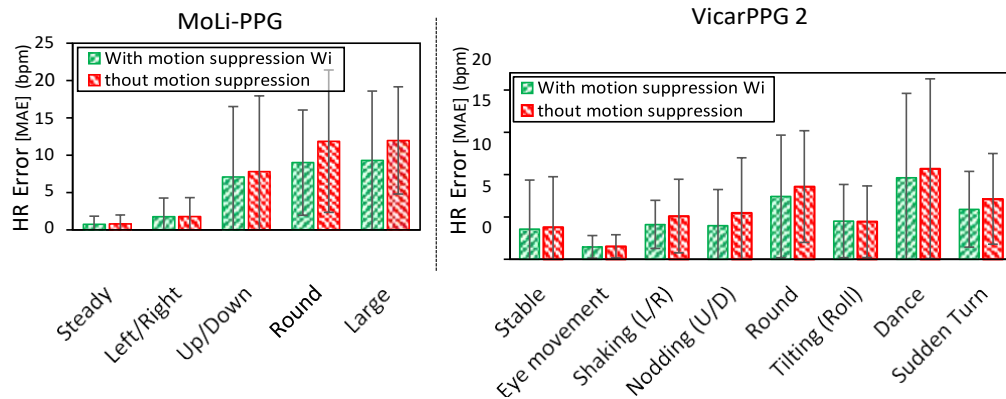 MoLi-PPG
25
20
15
10
5
0
HR Error [MAE] (bpm)
With motion suppression Wi
thout motion suppression
Steady
Left/Right
Up/Down
Round
Large
VicarPPG 2
20
15
10
5
0
HR Error [MAE] (bpm)
With motion suppression Wi
thout motion suppression
Stable
Eye movement
Shaking (L/R)
Nodding (U/D)
Round
Tilting (Roll)
Dance
Sudden Turn